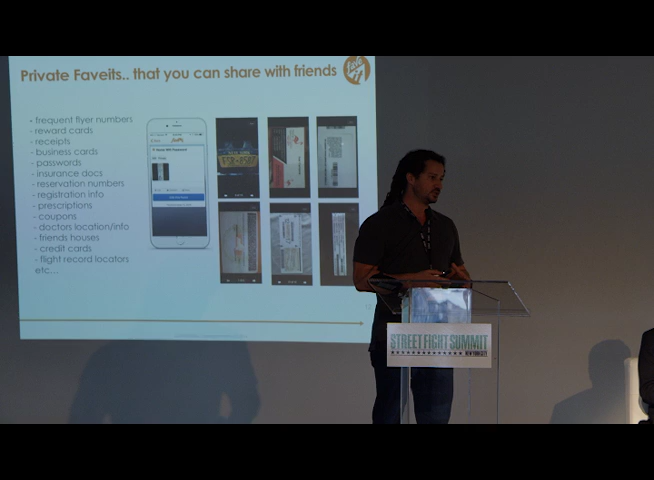 Private Faveits.. that you can share with friends
fave it
- frequent flyer numbers
- reward cards
- receipts
- business cards
- passwords
- insurance docs
- reservation numbers
- registration info
- prescriptions
- coupons
- doctors location/info
- friends houses
- credit cards
- flight record locators
etc...
STREET FIGHT SUMMIT
NEW YORK CITY